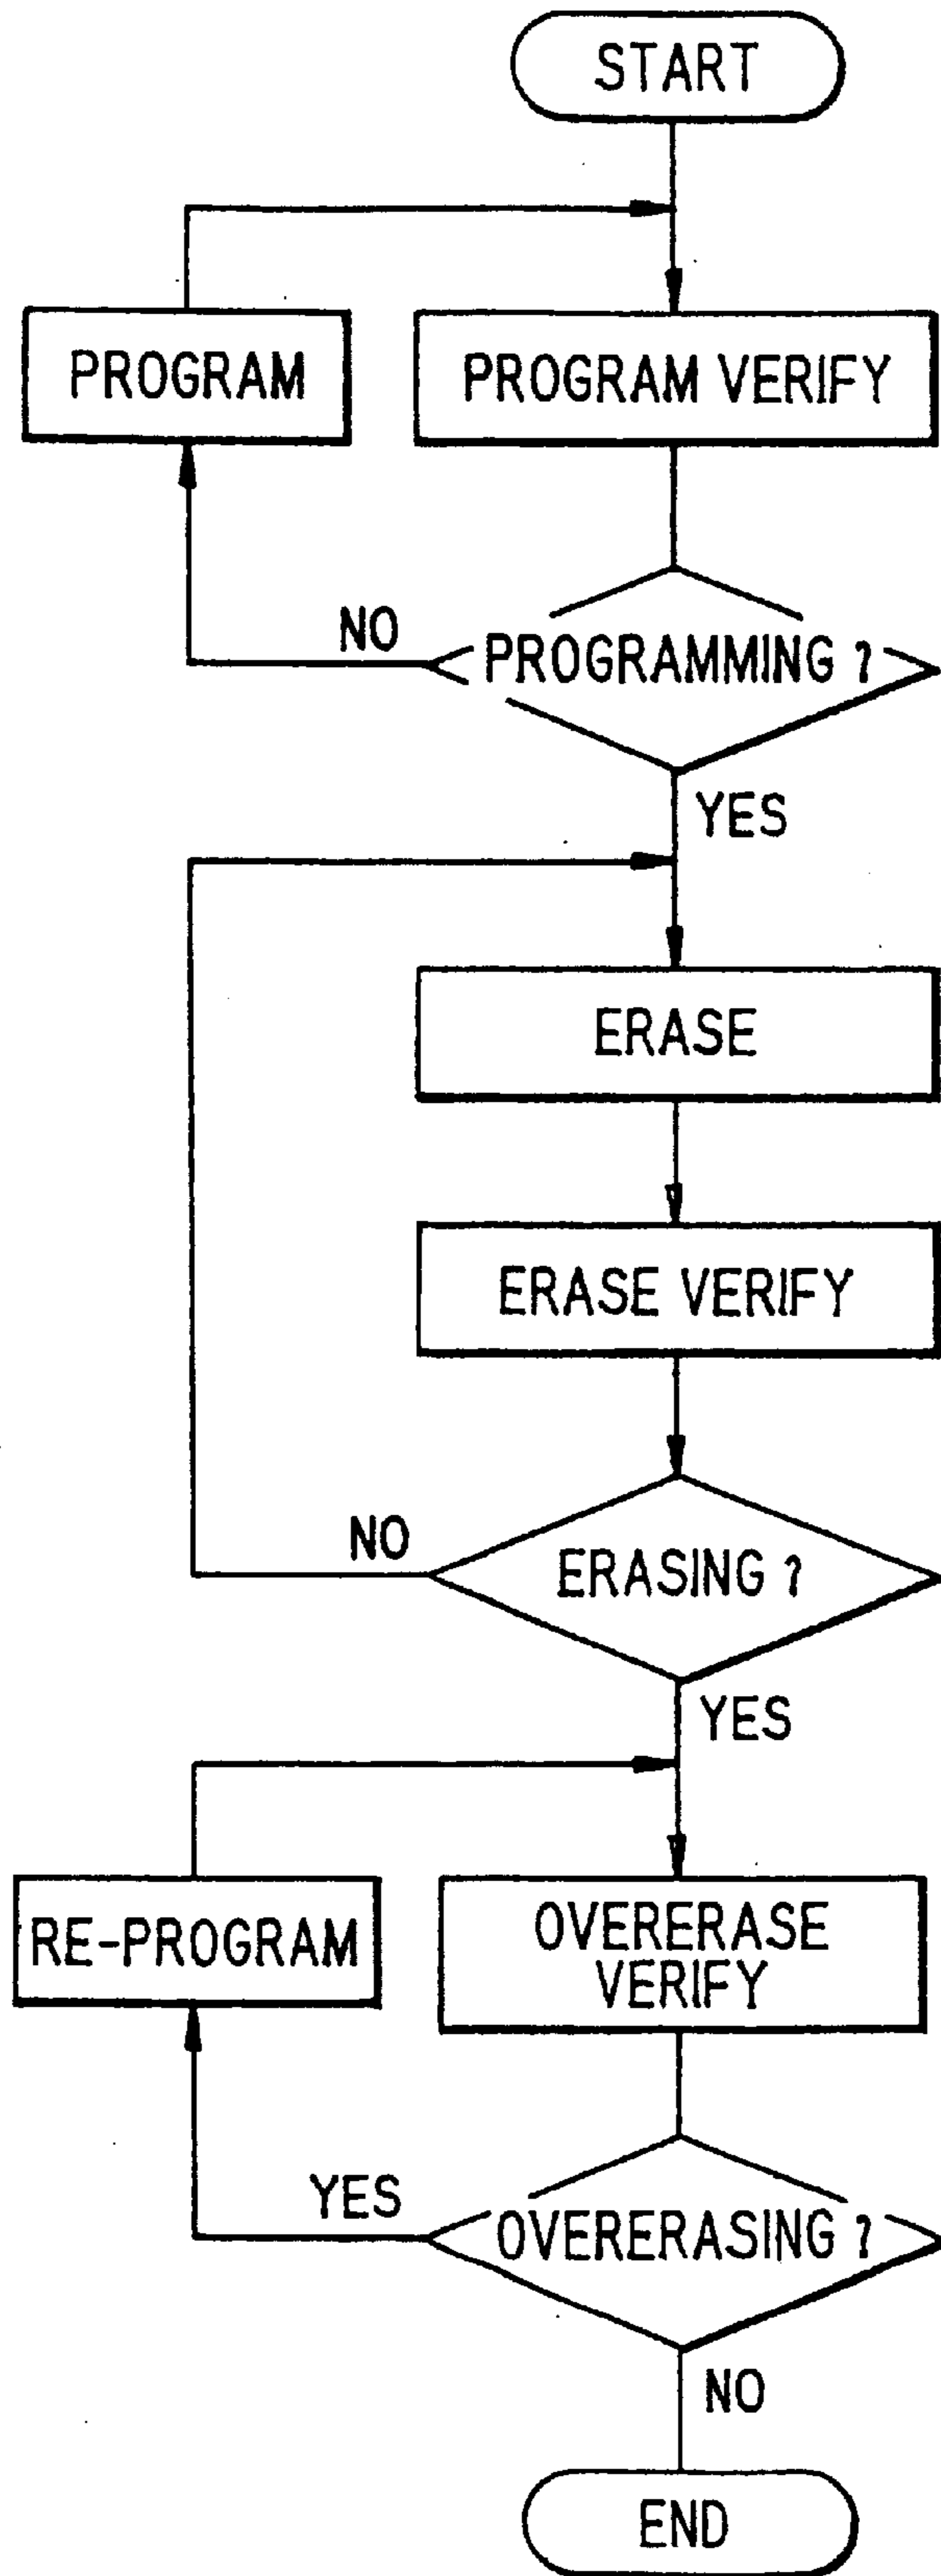 START
PROGRAM
PROGRAM VERIFY
NO
PROGRAMMING ?
YES
ERASE
ERASE VERIFY
NO
ERASING ?
YES
RE-PROGRAM
OVERERASE
VERIFY
YES
OVERERASING ?
NO
END